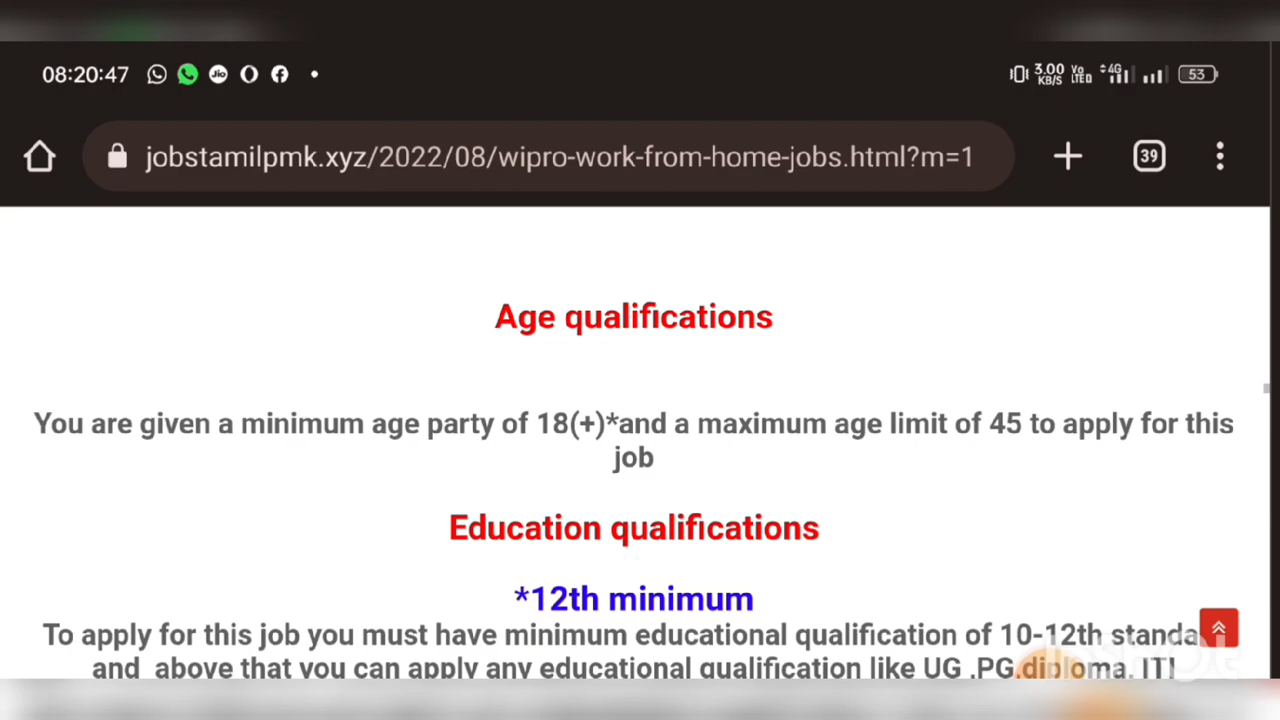 08:20:47 3.00 KB/S Vo LTED 4G 53
jobstamilpmk.xyz/2022/08/wipro-work-from-home-jobs.html?m=1 39
Age qualifications
You are given a minimum age party of 18(+)*and a maximum age limit of 45 to apply for this
job
Education qualifications
*12th minimum
To apply for this job you must have minimum educational qualification of 10-12th standa
and above that you can apply any educational qualification like UG ,PG,diploma, ITI